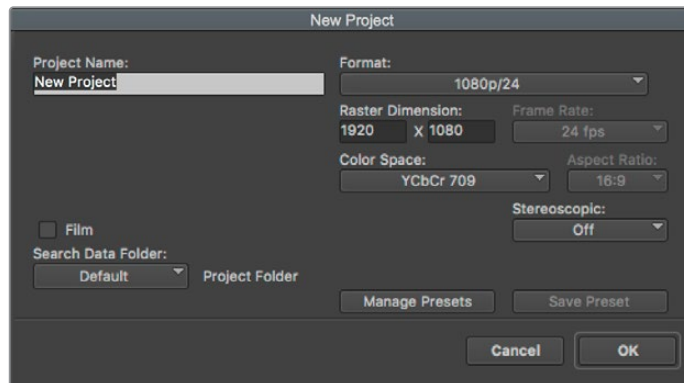 New Project
Project Name:
New Project
Format:
1080p/24
Raster Dimension:
Frame Rate:
1920 X 1080
24 fps
Color Space:
Aspect Ratio:
YCbCr 709
16:9
Stereoscopic:
Film
Off
Search Data Folder:
Default
Project Folder
Manage Presets
Save Preset
Cancel
OK